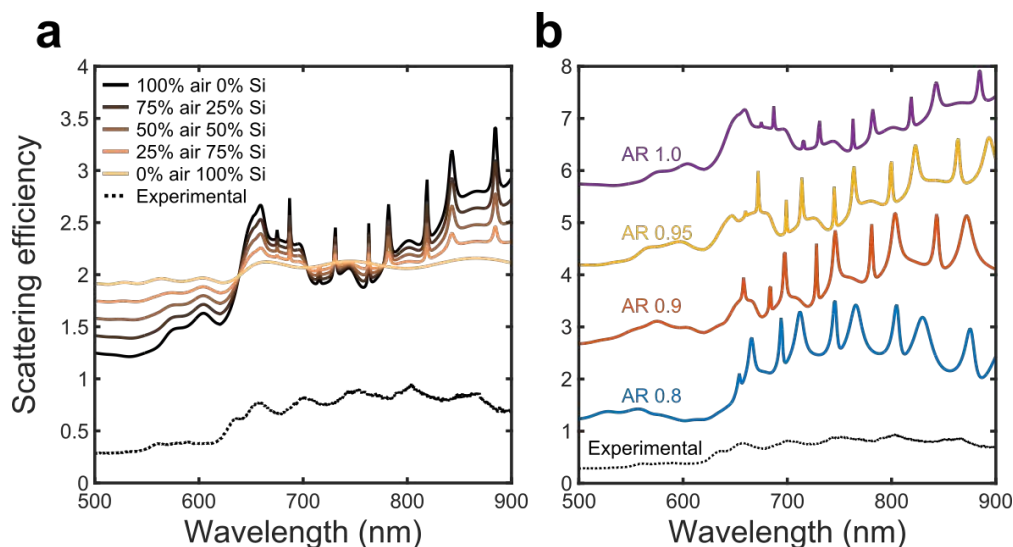 a
b
Scattering efficiency
4
3.5
3
2.5
2
1.5
1
0.5
0
100% air 0% Si
75% air 25% Si
50% air 50% Si
25% air 75% Si
0% air 100% Si
Experimental
500
600
700
800
900
Wavelength (nm)
8
7
6
5
4
3
2
1
0
AR 1.0
AR 0.95
AR 0.9
AR 0.8
Experimental
500
600
700
800
900
Wavelength (nm)